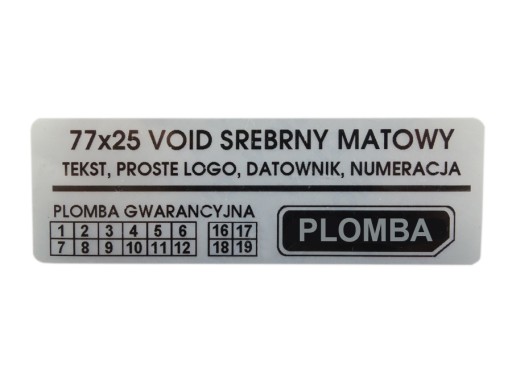 77x25 VOID SREBRNY MATOWY
TEKST, PROSTE LOGO, DATOWNIK, NUMERACJA
PLOMBA GWARANCYJNA
1 2 3 4 5 6 16 17
7 8 9 10 11 12 18 19
PLOMBA